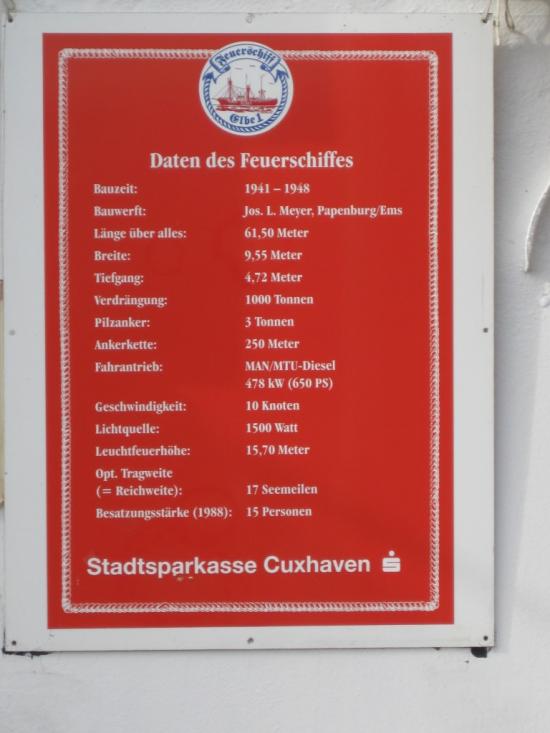 Feuerschiff
Elbe 1
Daten des Feuerschiffes
Bauzeit: 1941 – 1948
Bauwerft: Jos. L. Meyer, Papenburg/Ems
Länge über alles: 61,50 Meter
Breite: 9,55 Meter
Tiefgang: 4,72 Meter
Verdrängung: 1000 Tonnen
Pilzanker: 3 Tonnen
Ankerkette: 250 Meter
Fahrantrieb: MAN/MTU-Diesel
478 kW (650 PS)
Geschwindigkeit: 10 Knoten
Lichtquelle: 1500 Watt
Leuchtfeuerhöhe: 15,70 Meter
Opt. Tragweite
(= Reichweite): 17 Seemeilen
Besatzungsstärke (1988): 15 Personen
Stadtsparkasse Cuxhaven